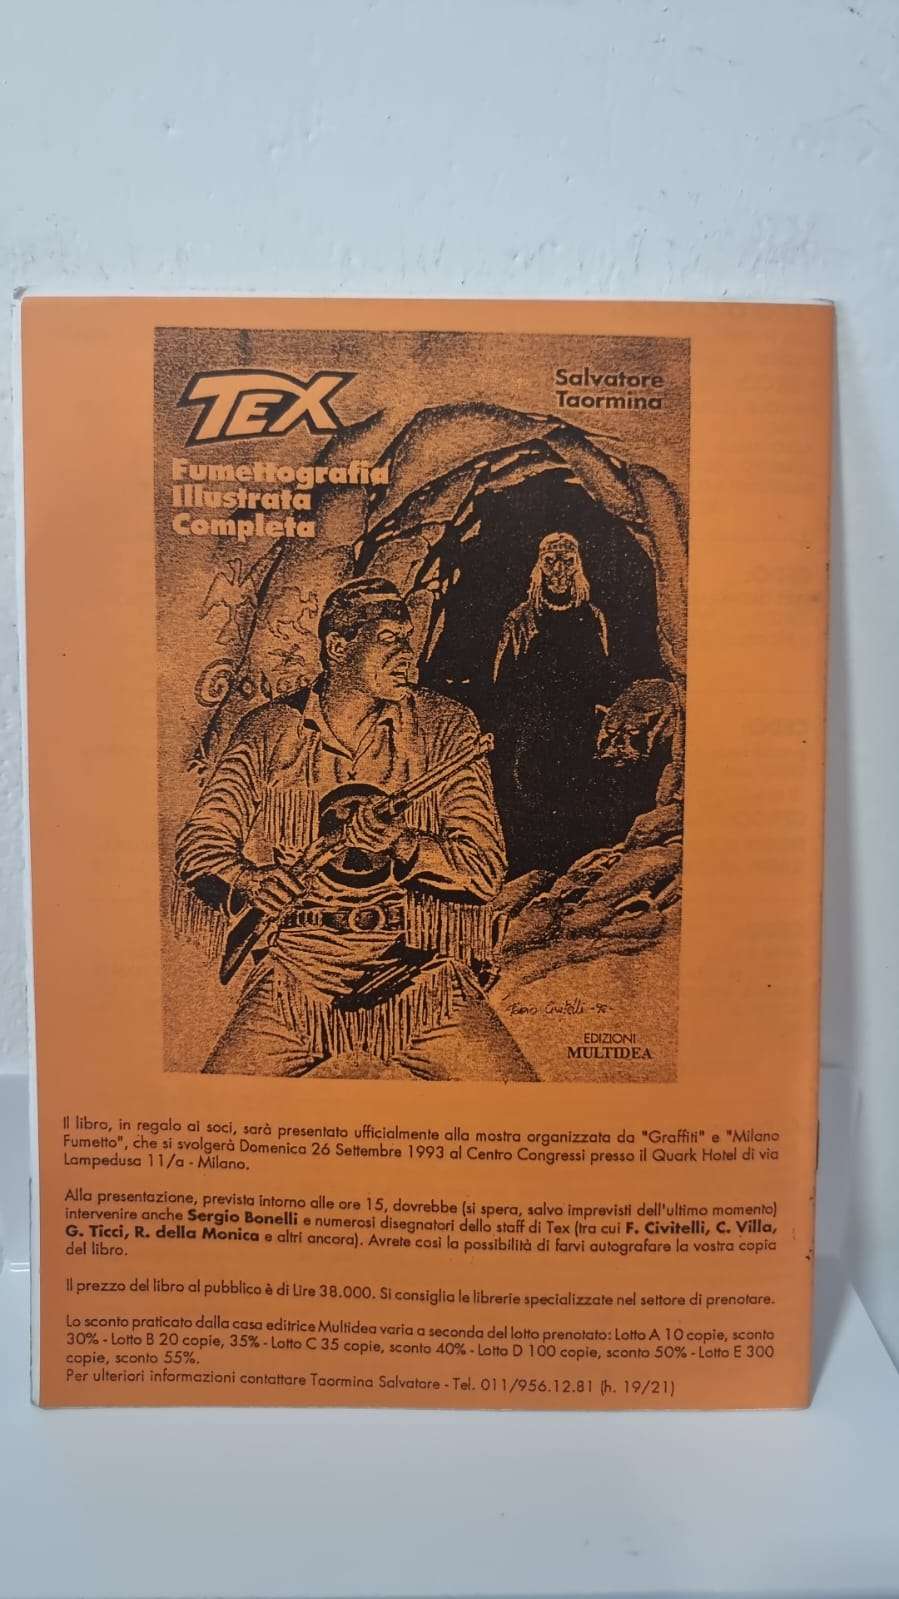 TEX
Salvatore
Taormina
Fumettografia
Illustrata
Completa
EDIZIONI
MULTIDEA
Il libro, in regalo ai soci, sarà presentato ufficialmente alla mostra organizzata da "Graffiti" e "Milano
Fumetto", che si svolgerà Domenica 26 Settembre 1993 al Centro Congressi presso il Quark Hotel di via
Lampedusa 11/a - Milano.
Alla presentazione, prevista intorno alle ore 15, dovrebbe (si spera, salvo imprevisti dell'ultimo momento)
intervenire anche Sergio Bonelli e numerosi disegnatori dello staff di Tex (tra cui F. Civitelli, C. Villa,
G. Ticci, R. della Monica e altri ancora). Avrete così la possibilità di farvi autografare la vostra copia
del libro.
Il prezzo del libro al pubblico è di Lire 38.000. Si consiglia le librerie specializzate nel settore di prenotare.
Lo sconto praticato dalla casa editrice Multidea varia a seconda del lotto prenotato: Lotto A 10 copie, sconto
30% - Lotto B 20 copie, 35% - Lotto C 35 copie, sconto 40% - Lotto D 100 copie, sconto 50% - Lotto E 300
copie, sconto 55%.
Per ulteriori informazioni contattare Taormina Salvatore - Tel. 011/956.12.81 (h. 19/21)